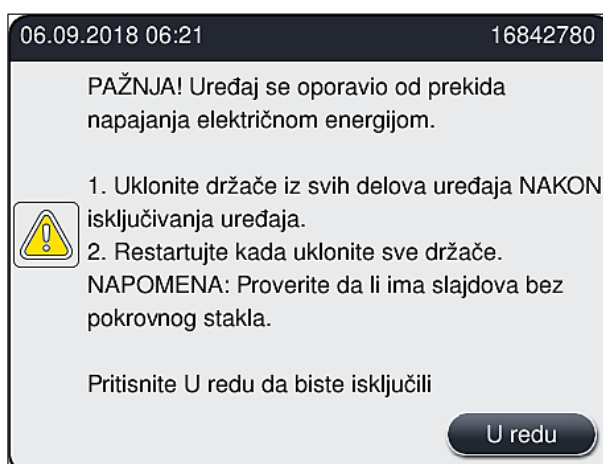 06.09.2018 06:21 16842780
PAŽNJA! Uređaj se oporavio od prekida
napajanja električnom energijom.
1. Uklonite držače iz svih delova uređaja NAKON
isključivanja uređaja.
2. Restartujte kada uklonite sve držače.
NAPOMENA: Proverite da li ima slajdova bez
pokrovnog stakla.
Pritisnite U redu da biste isključili
U redu